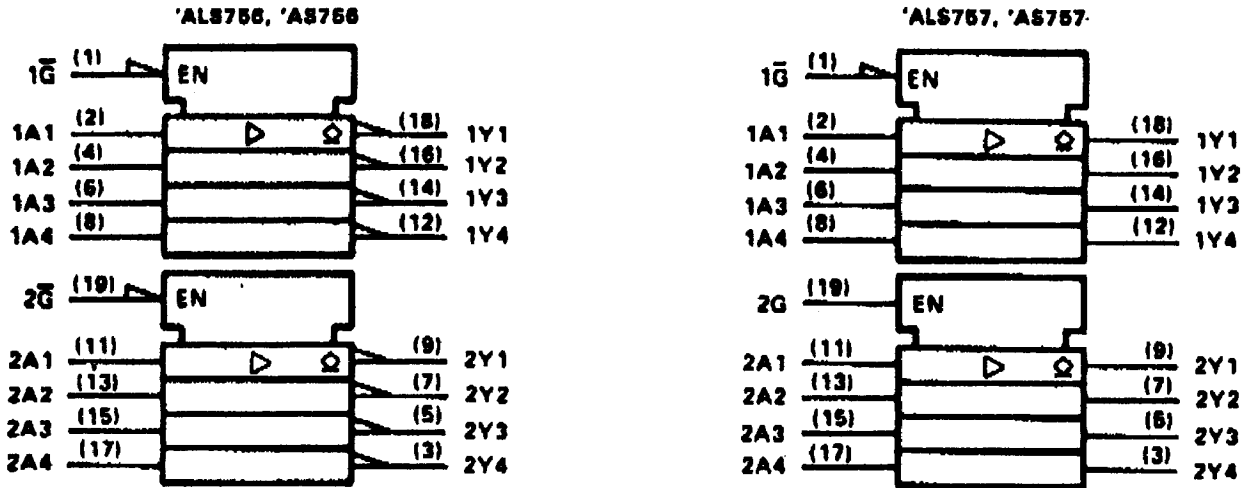 'ALS756, 'AS756
1G̅ (1) EN
1A1 (2) ▷ ◇ (18) 1Y1
1A2 (4) (16) 1Y2
1A3 (6) (14) 1Y3
1A4 (8) (12) 1Y4
2G̅ (19) EN
2A1 (11) ▷ ◇ (9) 2Y1
2A2 (13) (7) 2Y2
2A3 (15) (5) 2Y3
2A4 (17) (3) 2Y4
'ALS757, 'AS757
1G̅ (1) EN
1A1 (2) ▷ ◇ (18) 1Y1
1A2 (4) (16) 1Y2
1A3 (6) (14) 1Y3
1A4 (8) (12) 1Y4
2G (19) EN
2A1 (11) ▷ ◇ (9) 2Y1
2A2 (13) (7) 2Y2
2A3 (15) (5) 2Y3
2A4 (17) (3) 2Y4